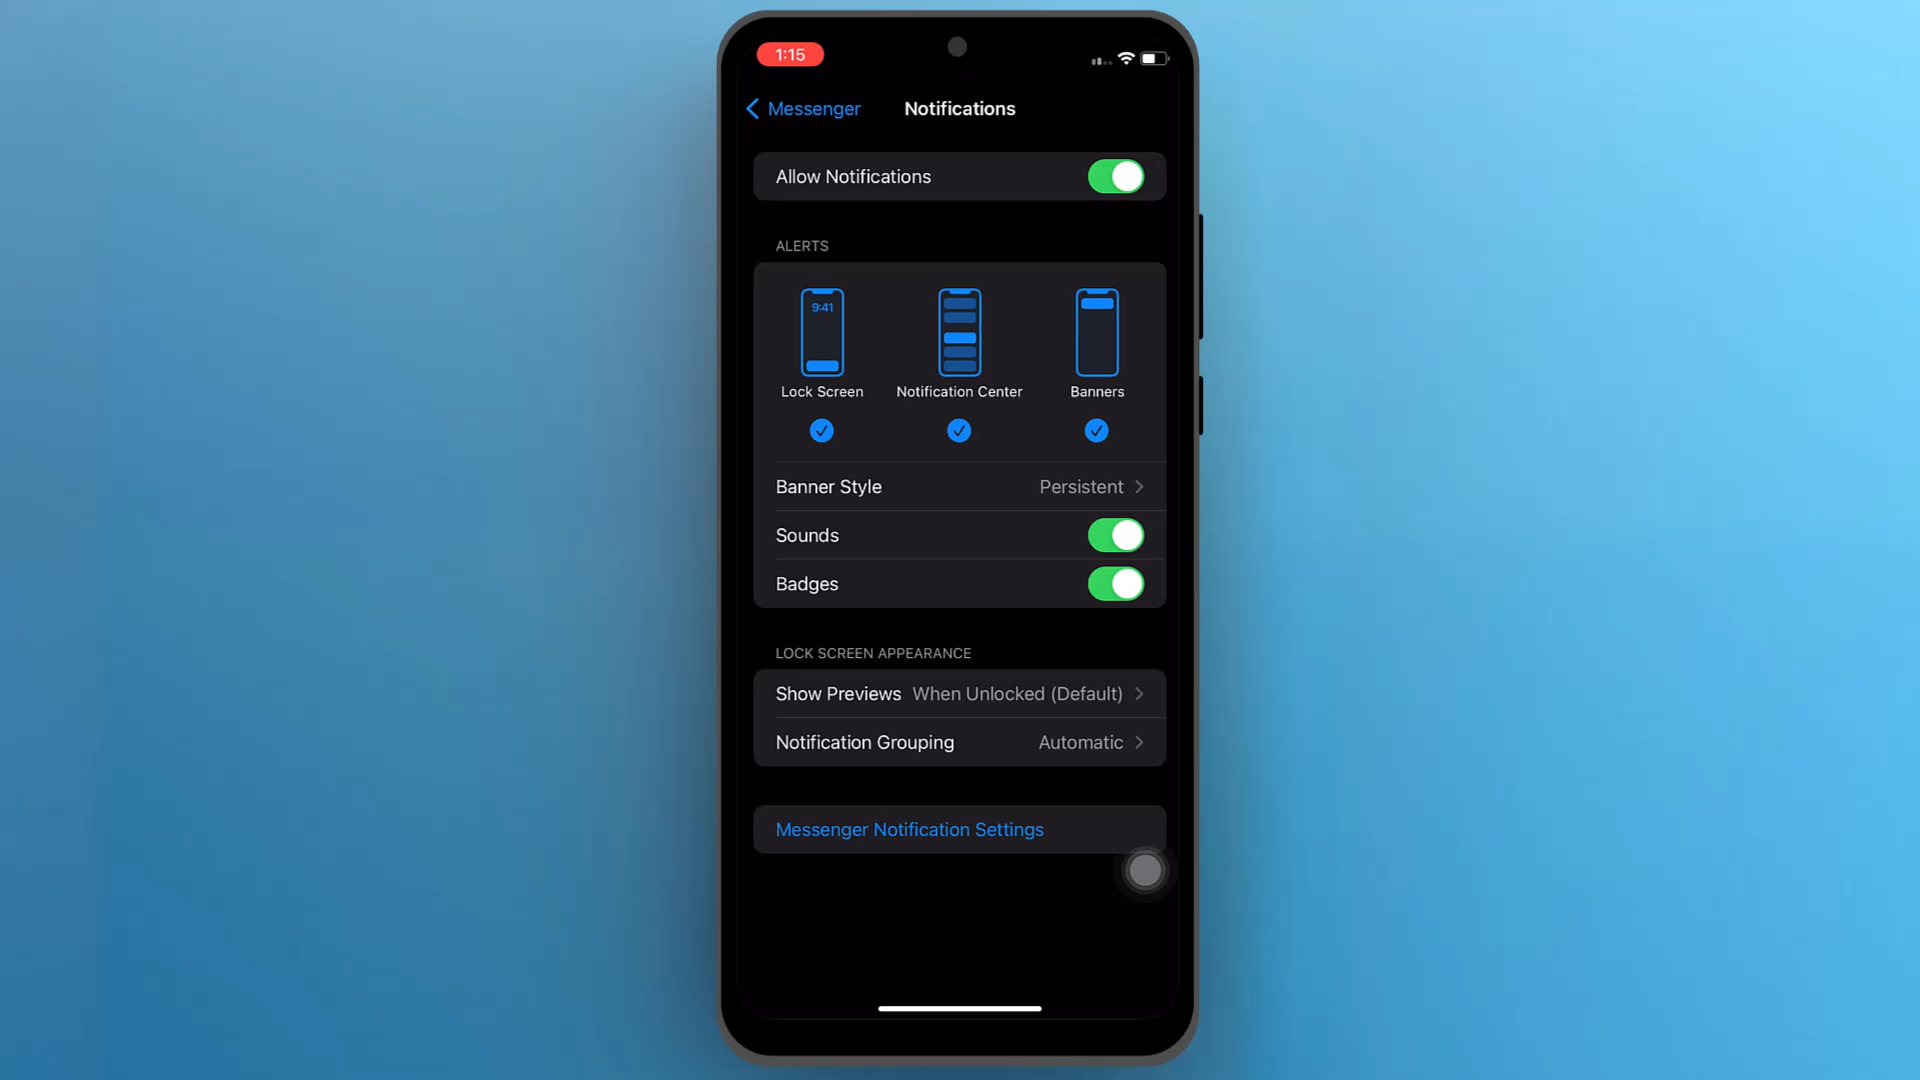 1:15
Messenger
Notifications
Allow Notifications
ALERTS
9:41
Lock Screen
Notification Center
Banners
Banner Style Persistent
Sounds
Badges
LOCK SCREEN APPEARANCE
Show Previews When Unlocked (Default)
Notification Grouping Automatic
Messenger Notification Settings